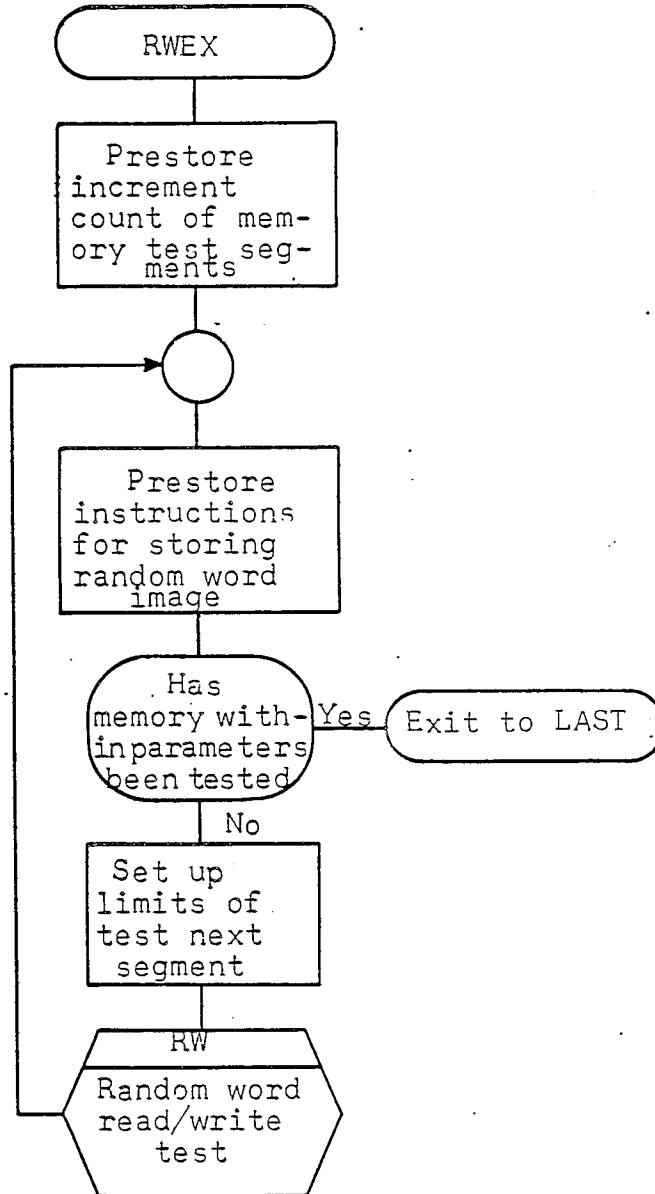 RWEX
Prestore
increment
count of mem-
ory test seg-
ments
Prestore
instructions
for storing
random word
image
Has
memory with-
in parameters
been tested
Yes
Exit to LAST
No
Set up
limits of
test next
segment
RW
Random word
read/write
test